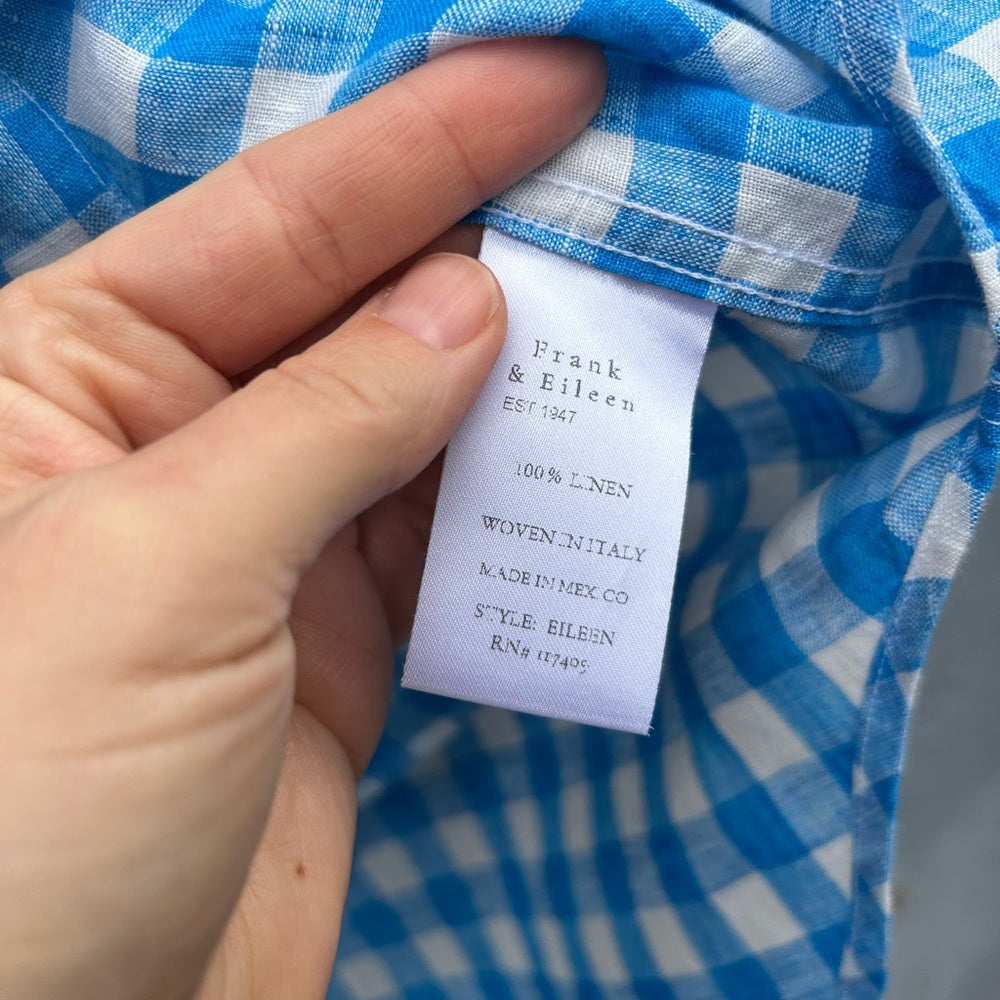 Frank
& Eileen
EST 1947
100% LINEN
WOVEN IN ITALY
MADE IN MEXICO
STYLE: EILEEN
RN# 117405